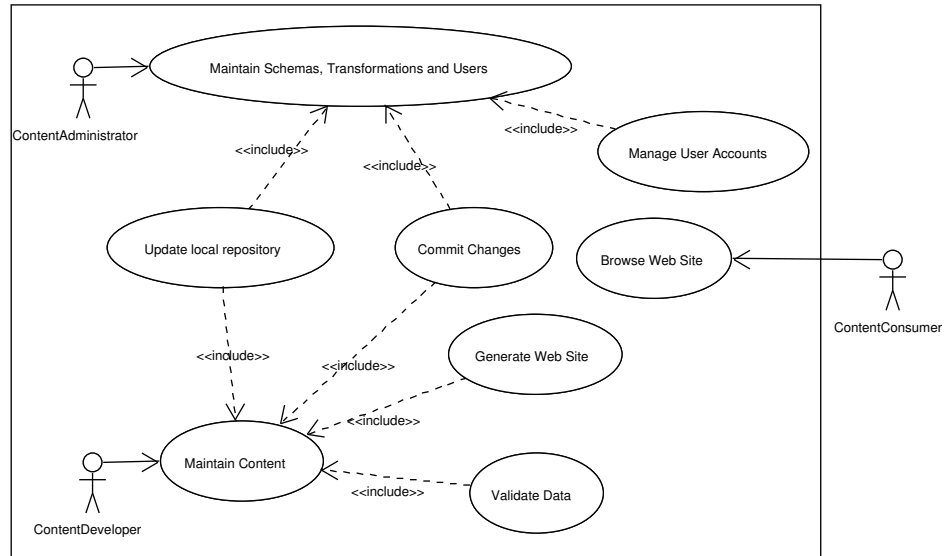 Maintain Schemas, Transformations and Users
ContentAdministrator
<<include>>
Manage User Accounts
<<include>>
<<include>>
Update local repository
Commit Changes
Browse Web Site
ContentConsumer
<<include>>
<<include>>
Generate Web Site
<<include>>
Maintain Content
<<include>>
Validate Data
ContentDeveloper